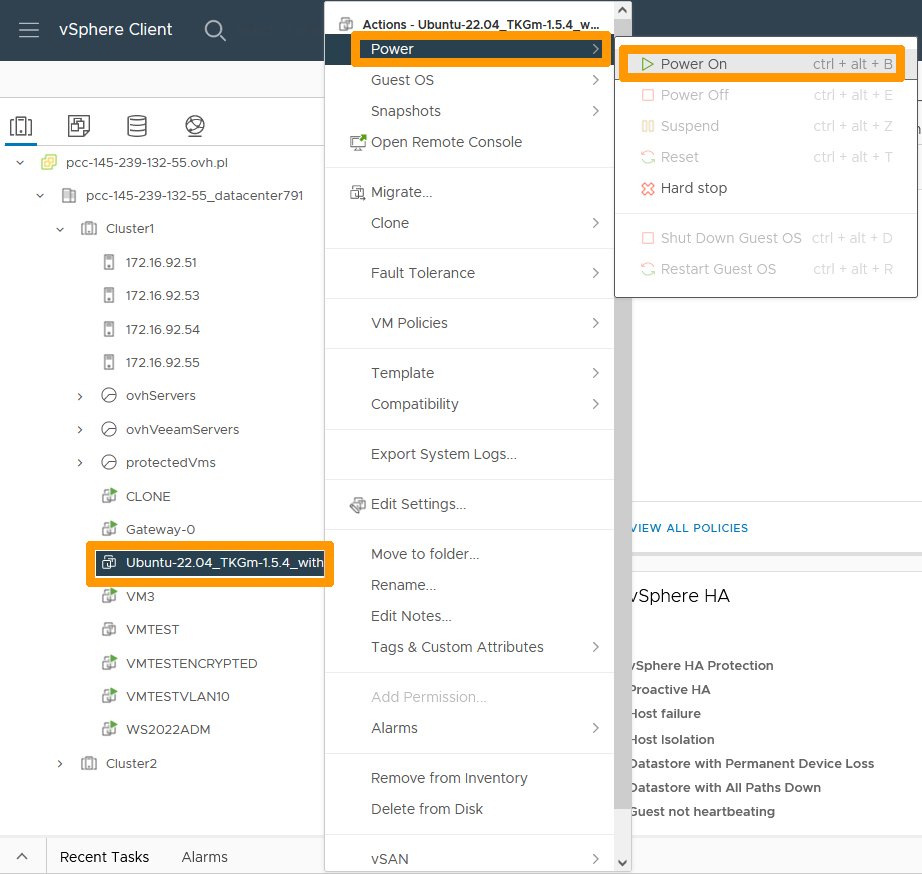 vSphere Client
pcc-145-239-132-55.ovh.pl
pcc-145-239-132-55_datacenter791
Cluster1
172.16.92.51
172.16.92.53
172.16.92.54
172.16.92.55
ovhServers
ovhVeeamServers
protectedVms
CLONE
Gateway-0
Ubuntu-22.04_TKGm-1.5.4_with
VM3
VMTEST
VMTESTENCRYPTED
VMTESTVLAN10
WS2022ADM
Cluster2
Recent Tasks Alarms
Actions - Ubuntu-22.04_TKGm-1.5.4_w...
Power
Guest OS
Snapshots
Open Remote Console
Migrate...
Clone
Fault Tolerance
VM Policies
Template
Compatibility
Export System Logs...
Edit Settings...
Move to folder...
Rename...
Edit Notes...
Tags & Custom Attributes
Add Permission...
Alarms
Remove from Inventory
Delete from Disk
vSAN
Power On ctrl + alt + B
Power Off ctrl + alt + E
Suspend ctrl + alt + Z
Reset ctrl + alt + T
Hard stop
Shut Down Guest OS ctrl + alt + D
Restart Guest OS ctrl + alt + R
VIEW ALL POLICIES
vSphere HA
vSphere HA Protection
Proactive HA
Host failure
Host Isolation
Datastore with Permanent Device Loss
Datastore with All Paths Down
Guest not heartbeating